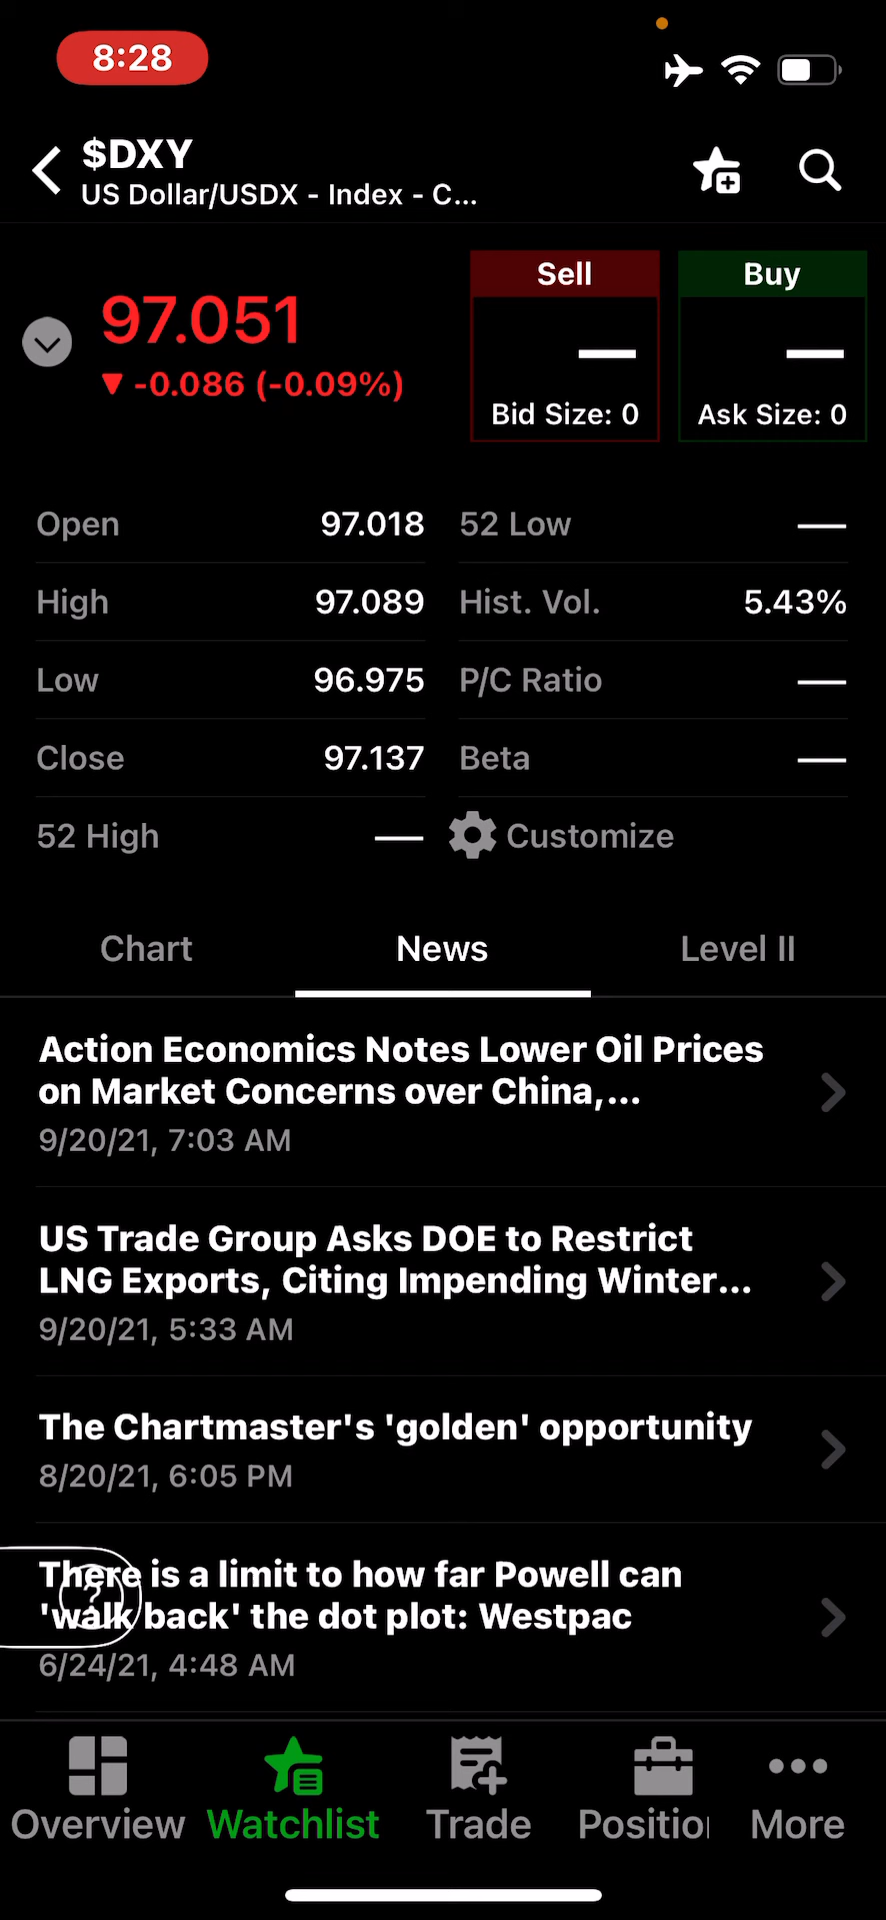 8:28
$DXY
US Dollar/USDX - Index - C...
97.051
▼ -0.086 (-0.09%)
Sell
—
Bid Size: 0
Buy
—
Ask Size: 0
Open 97.018
52 Low —
High 97.089
Hist. Vol. 5.43%
Low 96.975
P/C Ratio —
Close 97.137
Beta —
52 High —
Customize
Chart News Level II
Action Economics Notes Lower Oil Prices
on Market Concerns over China,...
9/20/21, 7:03 AM
US Trade Group Asks DOE to Restrict
LNG Exports, Citing Impending Winter...
9/20/21, 5:33 AM
The Chartmaster's 'golden' opportunity
8/20/21, 6:05 PM
There is a limit to how far Powell can
'walk back' the dot plot: Westpac
?
6/24/21, 4:48 AM
Overview Watchlist Trade Position More